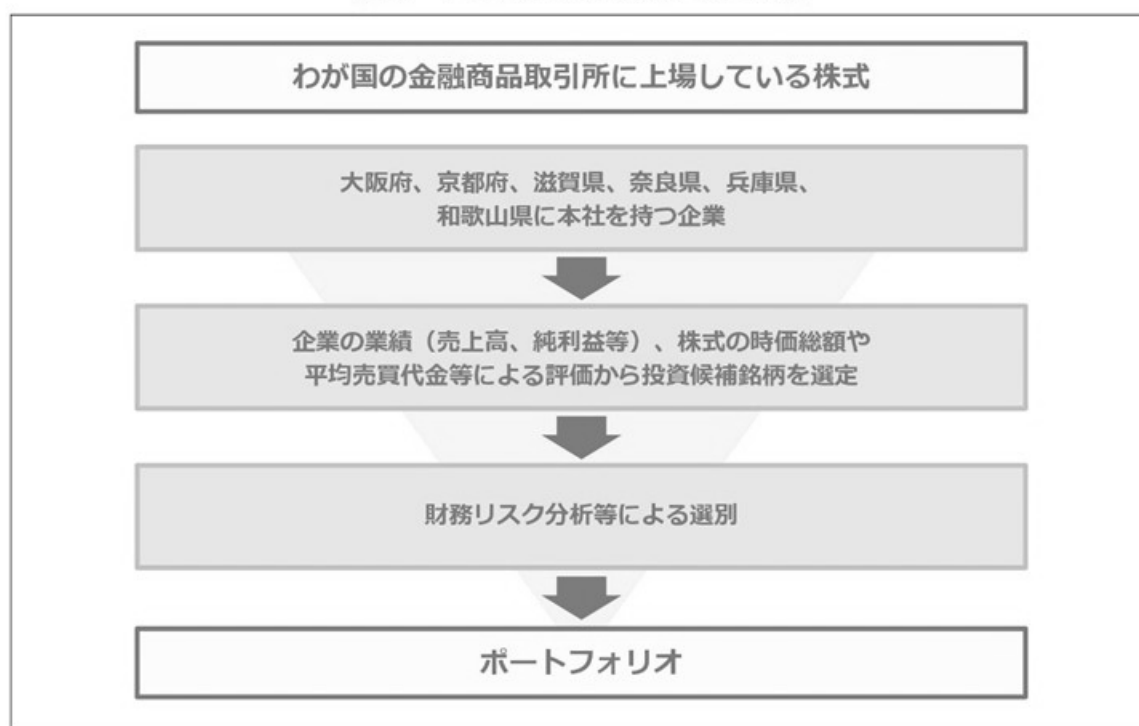 わが国の金融商品取引所に上場している株式
大阪府、京都府、滋賀県、奈良県、兵庫県、
和歌山県に本社を持つ企業
企業の業績（売上高、純利益等）、株式の時価総額や
平均売買代金等による評価から投資候補銘柄を選定
財務リスク分析等による選別
ポートフォリオ